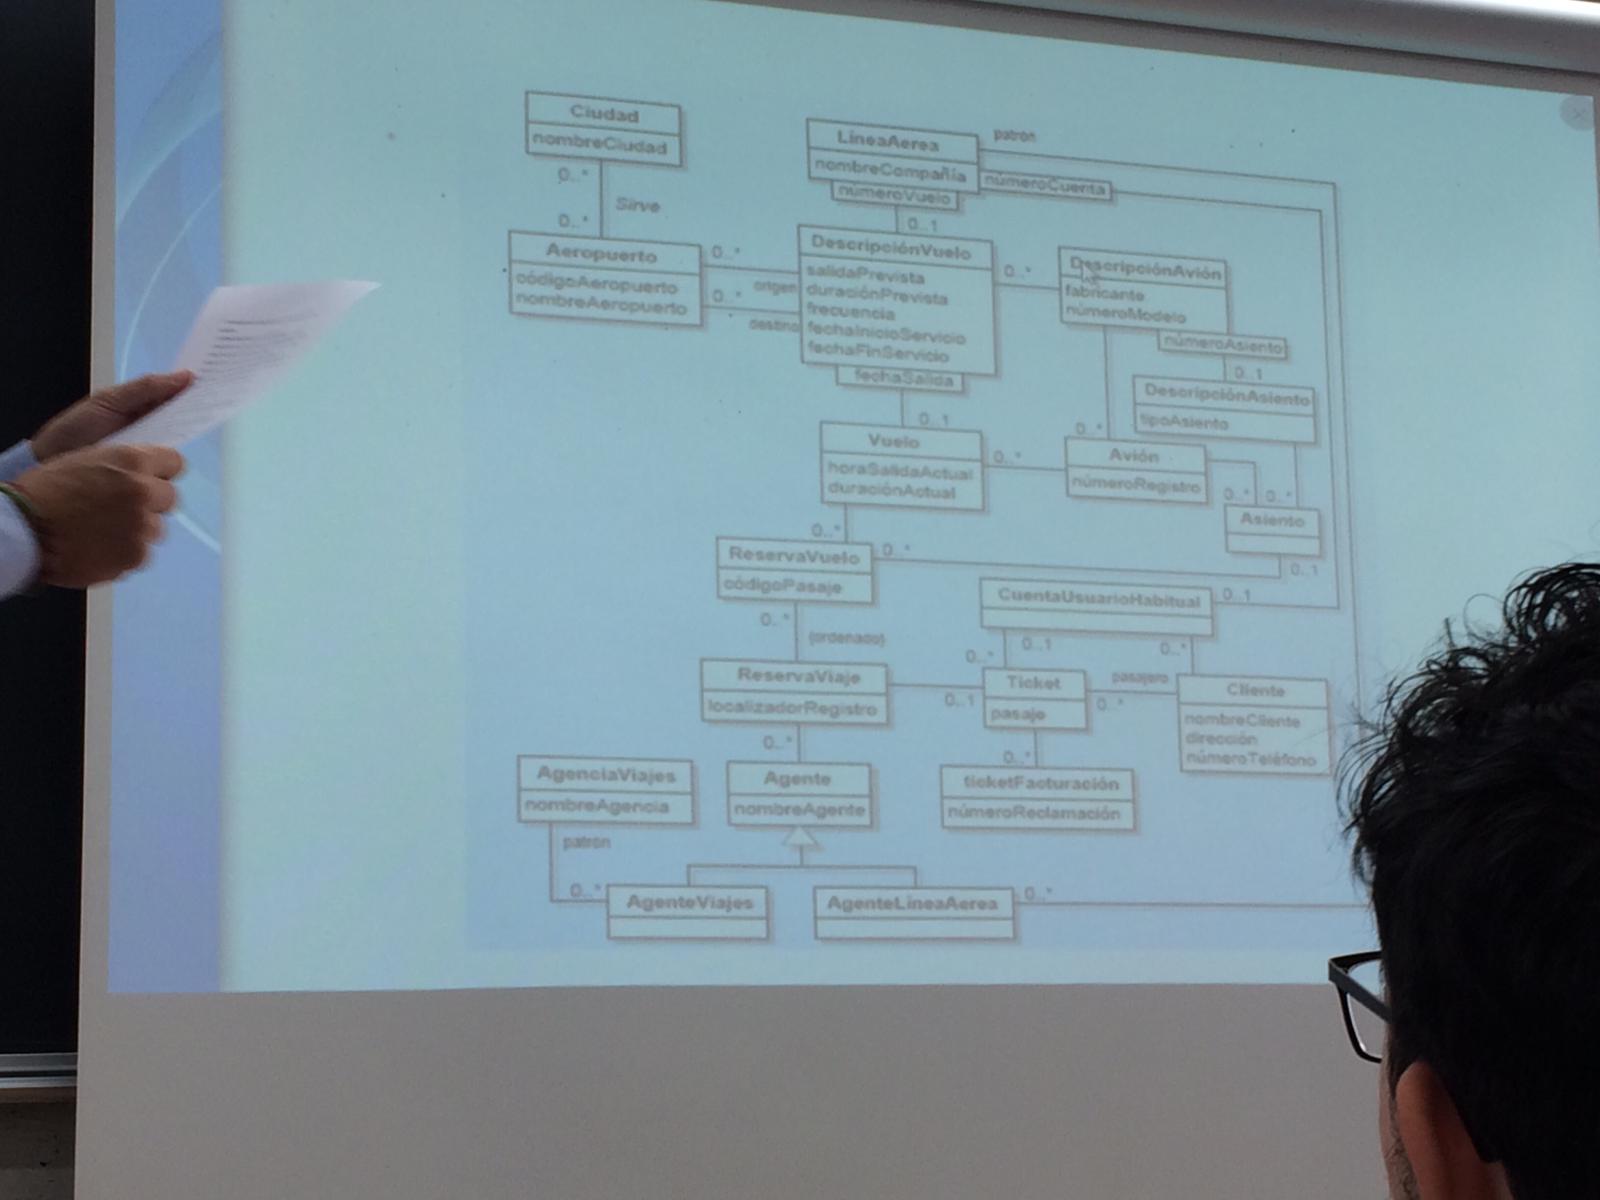 Ciudad
nombreCiudad
0..*
Sirve
0..*
LíneaAerea
nombreCompañía
númeroVuelo
númeroCuenta
patron
0..1
Aeropuerto
códigoAeropuerto
nombreAeropuerto
0..*
origen
0..*
destino
DescripciónVuelo
salidaPrevista
duraciónPrevista
frecuencia
fechaInicioServicio
fechaFinServicio
fechaSalida
0..*
DescripciónAvión
fabricante
númeroModelo
númeroAsiento
0..1
DescripciónAsiento
tipoAsiento
0..1
Vuelo
horaSalidaActual
duraciónActual
0..*
0..*
Avión
númeroRegistro
0..*
0..*
Asiento
0..1
0..*
ReservaVuelo
códigoPasaje
0..*
0..*
{ordenado}
CuentaUsuarioHabitual
0..1
0..1
0..*
0..*
ReservaViaje
localizadorRegistro
0..1
Ticket
pasaje
pasajero
0..*
Cliente
nombreCliente
dirección
númeroTeléfono
0..*
0..*
AgenciaViajes
nombreAgencia
Agente
nombreAgente
ticketFacturación
númeroReclamación
patron
0..*
AgenteViajes
AgenteLíneaAerea
0..*